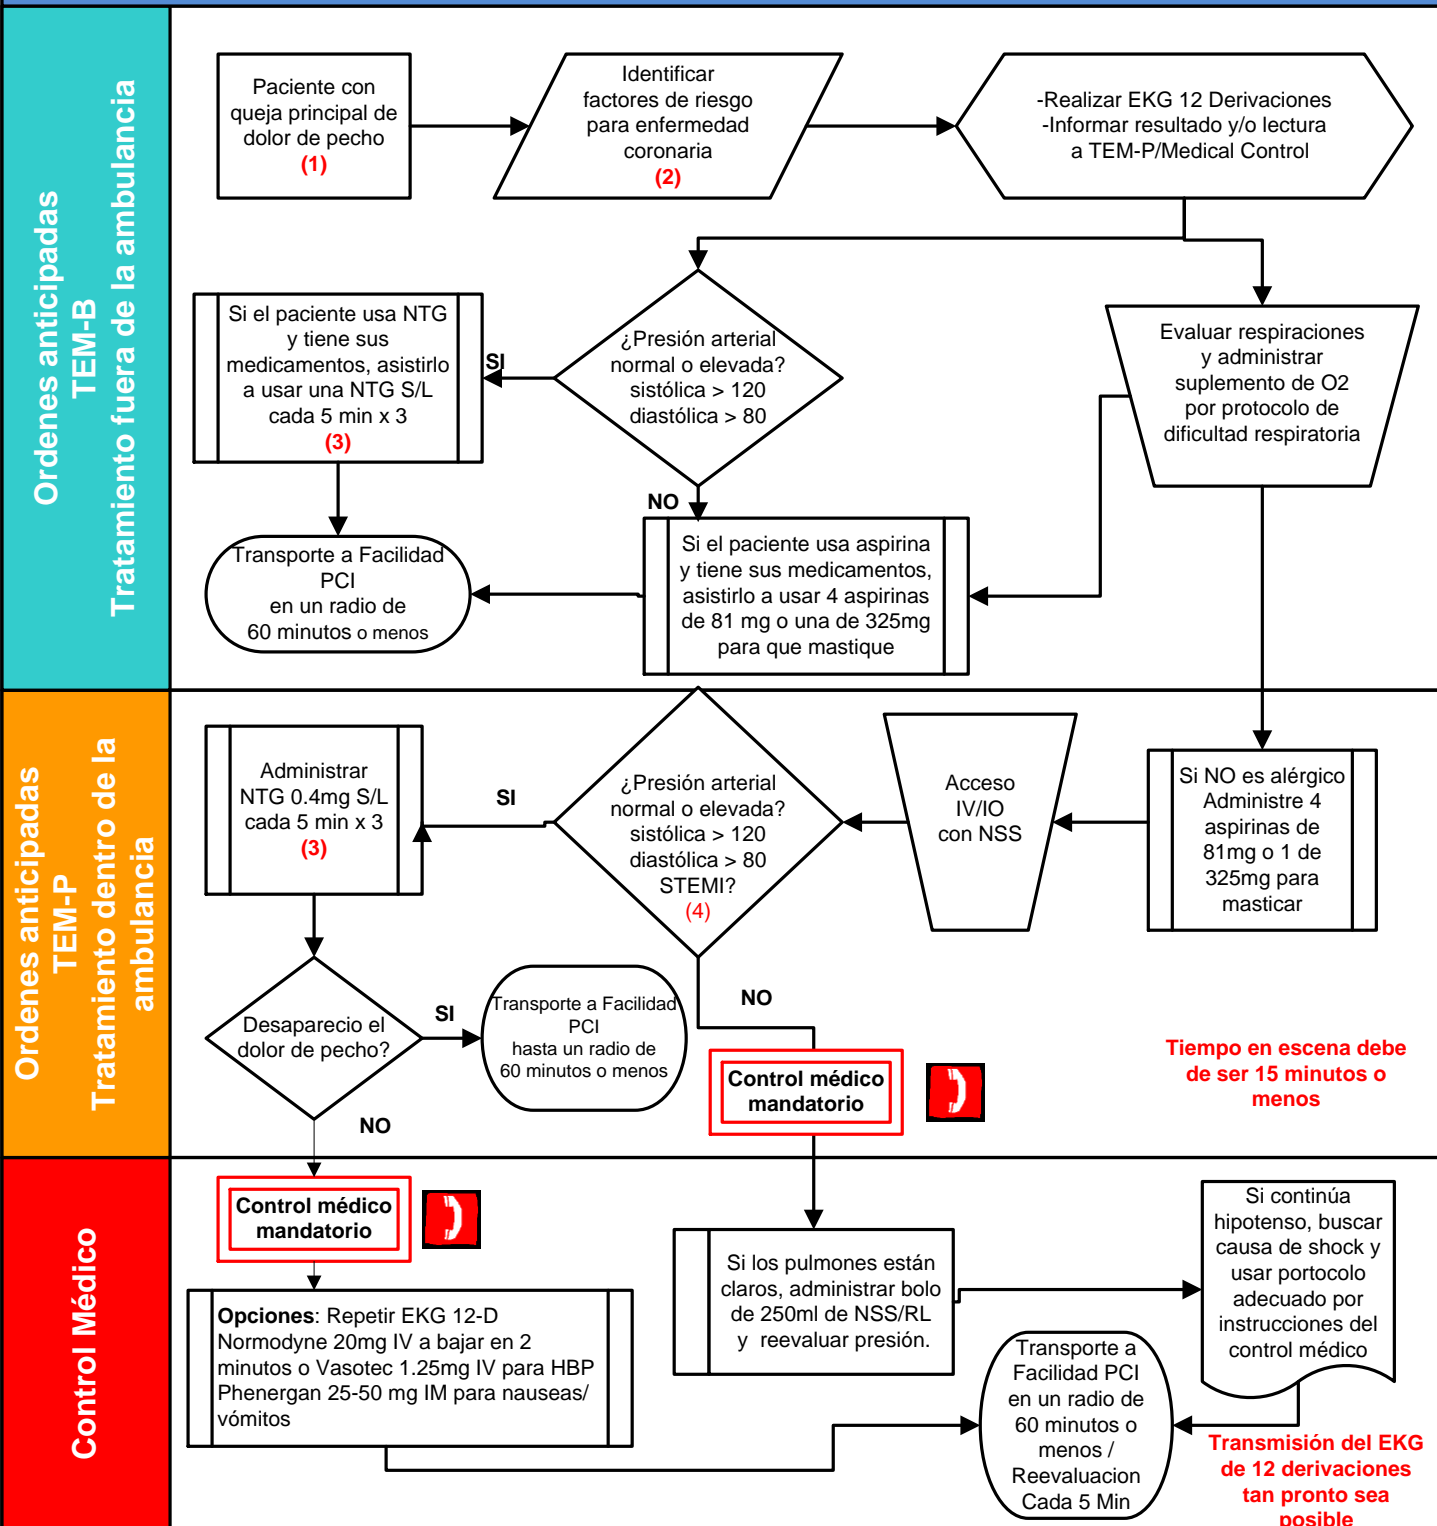 Ordenes anticipadas
TEM-B
Tratamiento fuera de la ambulancia
Paciente con
queja principal de
dolor de pecho
(1)
Identificar
factores de riesgo
para enfermedad
coronaria
(2)
-Realizar EKG 12 Derivaciones
-Informar resultado y/o lectura
a TEM-P/Medical Control
Si el paciente usa NTG
y tiene sus
medicamentos, asistirlo
a usar una NTG S/L
cada 5 min x 3
(3)
SI
¿Presión arterial
normal o elevada?
sistólica > 120
diastólica > 80
NO
Evaluar respiraciones
y administrar
suplemento de O2
por protocolo de
dificultad respiratoria
Transporte a Facilidad
PCI
en un radio de
60 minutos o menos
Si el paciente usa aspirina
y tiene sus medicamentos,
asistirlo a usar 4 aspirinas
de 81 mg o una de 325mg
para que mastique
Ordenes anticipadas
TEM-P
Tratamiento dentro de la
ambulancia
Administrar
NTG 0.4mg S/L
cada 5 min x 3
(3)
SI
¿Presión arterial
normal o elevada?
sistólica > 120
diastólica > 80
STEMI?
(4)
Acceso
IV/IO
con NSS
Si NO es alérgico
Administre 4
aspirinas de
81mg o 1 de
325mg para
masticar
Desaparecio el
dolor de pecho?
SI
Transporte a Facilidad
PCI
hasta un radio de
60 minutos o menos
NO
NO
Control médico
mandatorio
Tiempo en escena debe
de ser 15 minutos o
menos
Control Médico
Control médico
mandatorio
Opciones: Repetir EKG 12-D
Normodyne 20mg IV a bajar en 2
minutos o Vasotec 1.25mg IV para HBP
Phenergan 25-50 mg IM para nauseas/
vómitos
Si los pulmones están
claros, administrar bolo
de 250ml de NSS/RL
y reevaluar presión.
Si continúa
hipotenso, buscar
causa de shock y
usar portocolo
adecuado por
instrucciones del
control médico
Transporte a
Facilidad PCI
en un radio de
60 minutos o
menos /
Reevaluacion
Cada 5 Min
Transmisión del EKG
de 12 derivaciones
tan pronto sea
posible